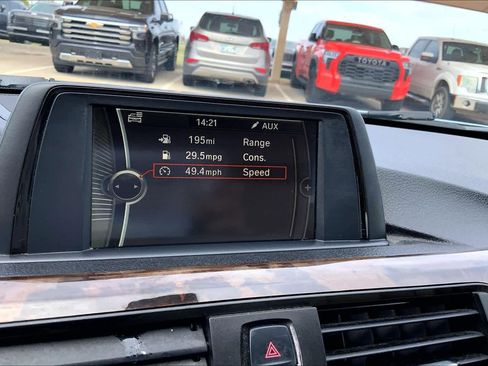 14:21 AUX
195mi Range
29.5mpg Cons.
49.4mph Speed
TOYOTA